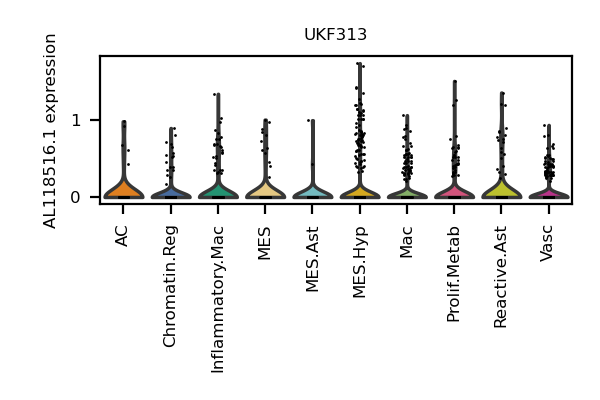 UKF313
AL118516.1 expression
1
0
AC
Chromatin.Reg
Inflammatory.Mac
MES
MES.Ast
MES.Hyp
Mac
Prolif.Metab
Reactive.Ast
Vasc